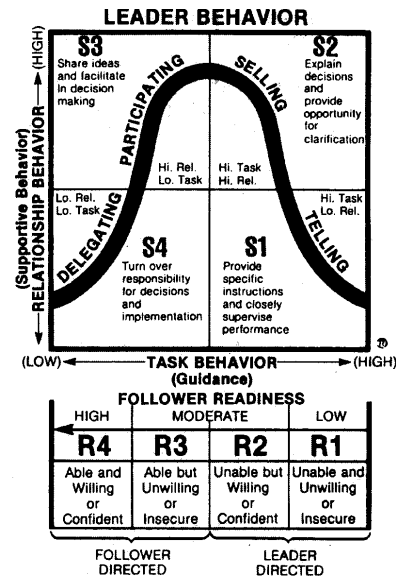 LEADER BEHAVIOR
(HIGH)
(Supportive Behavior)
RELATIONSHIP BEHAVIOR
S3
Share ideas
and facilitate
In decision
making
PARTICIPATING
SELLING
S2
Explain
decisions
and
provide
opportunity
for
clarification
Hi. Rel.
Lo. Task
Hi. Task
Hi. Rel.
Lo. Rel.
Lo. Task
Hi. Task
Lo. Rel.
DELEGATING
TELLING
S4
Turn over
responsibility
for decisions
and
implementation
S1
Provide
specific
instructions
and closely
supervise
performance
®
(LOW) TASK BEHAVIOR (HIGH)
(Guidance)
FOLLOWER READINESS
HIGH MODERATE LOW
R4 R3 R2 R1
Able and
Willing
or
Confident
Able but
Unwilling
or
Insecure
Unable but
Willing
or
Confident
Unable and
Unwilling
or
Insecure
FOLLOWER
DIRECTED
LEADER
DIRECTED